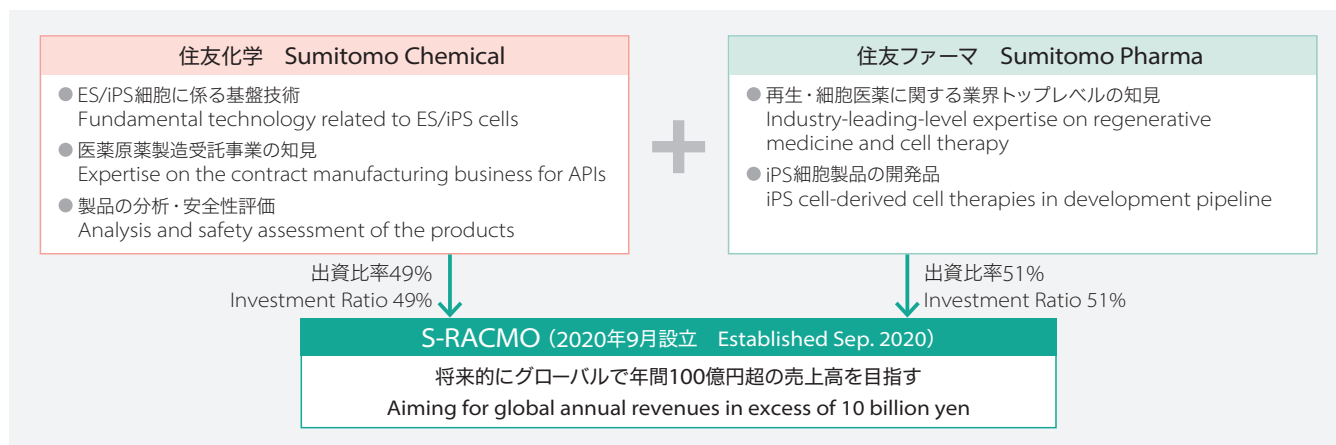 住友化学　Sumitomo Chemical
● ES/iPS細胞に係る基盤技術
Fundamental technology related to ES/iPS cells
● 医薬原薬製造受託事業の知見
Expertise on the contract manufacturing business for APIs
● 製品の分析・安全性評価
Analysis and safety assessment of the products
+
住友ファーマ　Sumitomo Pharma
● 再生・細胞医薬に関する業界トップレベルの知見
Industry-leading-level expertise on regenerative
medicine and cell therapy
● iPS細胞製品の開発品
iPS cell-derived cell therapies in development pipeline
出資比率49%
Investment Ratio 49%
出資比率51%
Investment Ratio 51%
S-RACMO（2020年9月設立　Established Sep. 2020）
将来的にグローバルで年間100億円超の売上高を目指す
Aiming for global annual revenues in excess of 10 billion yen